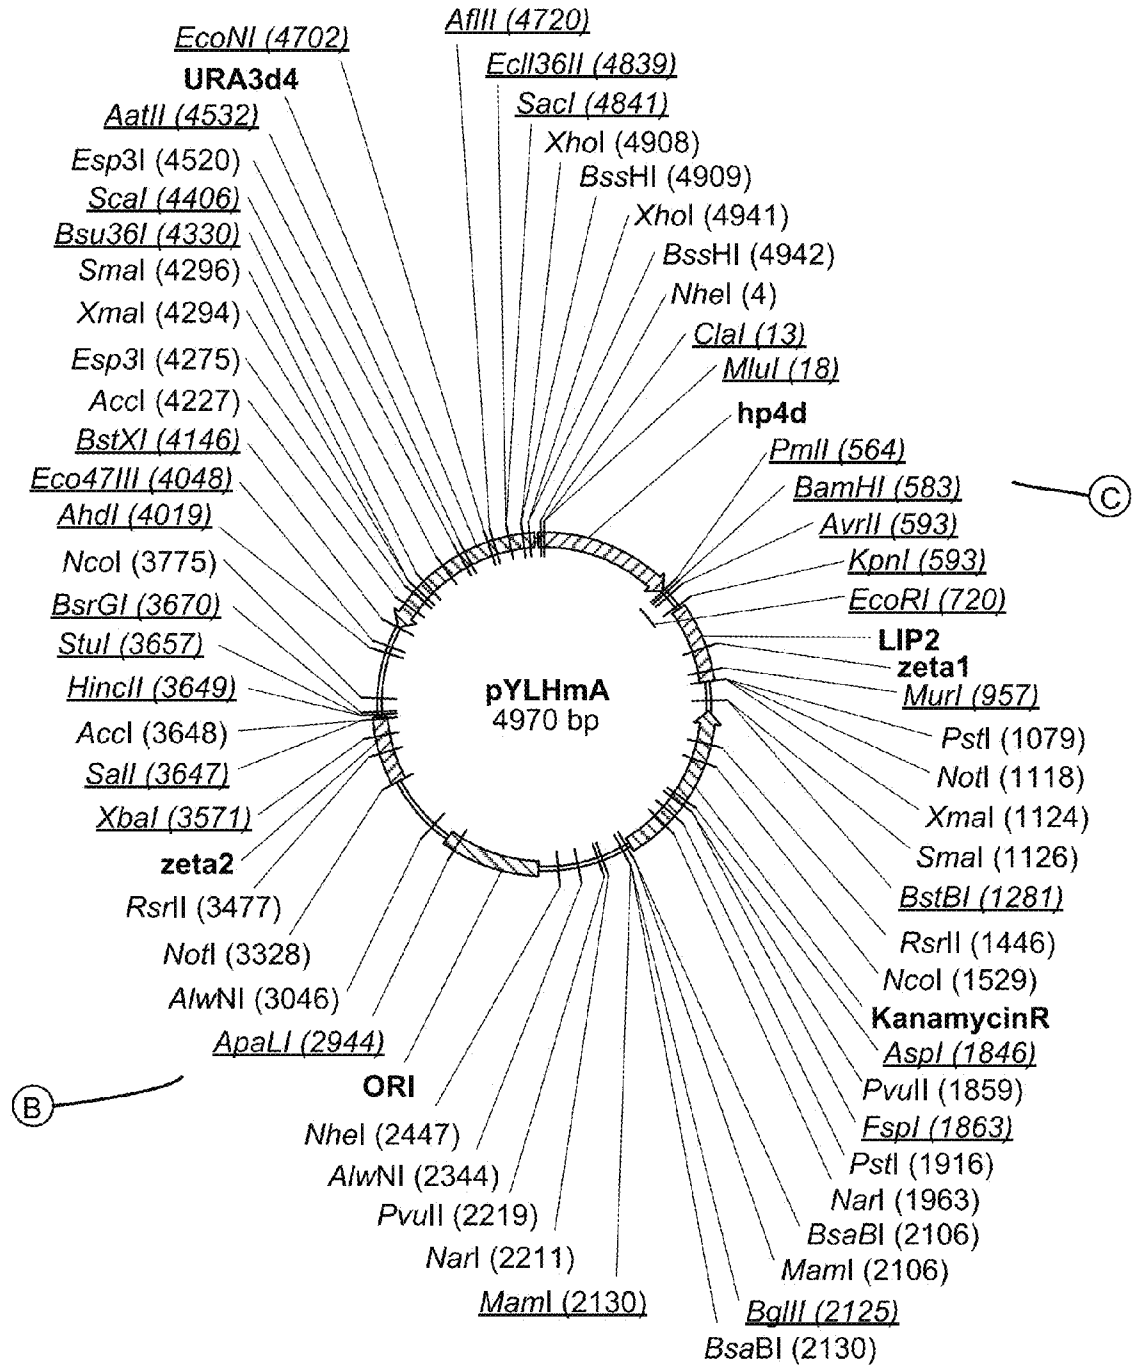 AflII (4720)
EcoNI (4702)
URA3d4
AatII (4532)
Esp3I (4520)
ScaI (4406)
Bsu36I (4330)
SmaI (4296)
XmaI (4294)
Esp3I (4275)
AccI (4227)
BstXI (4146)
Eco47III (4048)
AhdI (4019)
NcoI (3775)
BsrGI (3670)
StuI (3657)
HincII (3649)
AccI (3648)
SalI (3647)
XbaI (3571)
zeta2
RsrII (3477)
NotI (3328)
AlwNI (3046)
ApaLI (2944)
ORI
B
NheI (2447)
AlwNI (2344)
PvuII (2219)
NarI (2211)
MamI (2130)
Ecll36II (4839)
SacI (4841)
XhoI (4908)
BssHI (4909)
XhoI (4941)
BssHI (4942)
NheI (4)
ClaI (13)
MluI (18)
hp4d
PmlI (564)
BamHI (583)
C
AvrII (593)
KpnI (593)
EcoRI (720)
LIP2
zeta1
MurI (957)
PstI (1079)
NotI (1118)
XmaI (1124)
SmaI (1126)
BstBI (1281)
RsrII (1446)
NcoI (1529)
KanamycinR
AspI (1846)
PvuII (1859)
FspI (1863)
PstI (1916)
NarI (1963)
BsaBI (2106)
MamI (2106)
BglII (2125)
BsaBI (2130)
pYLHmA
4970 bp